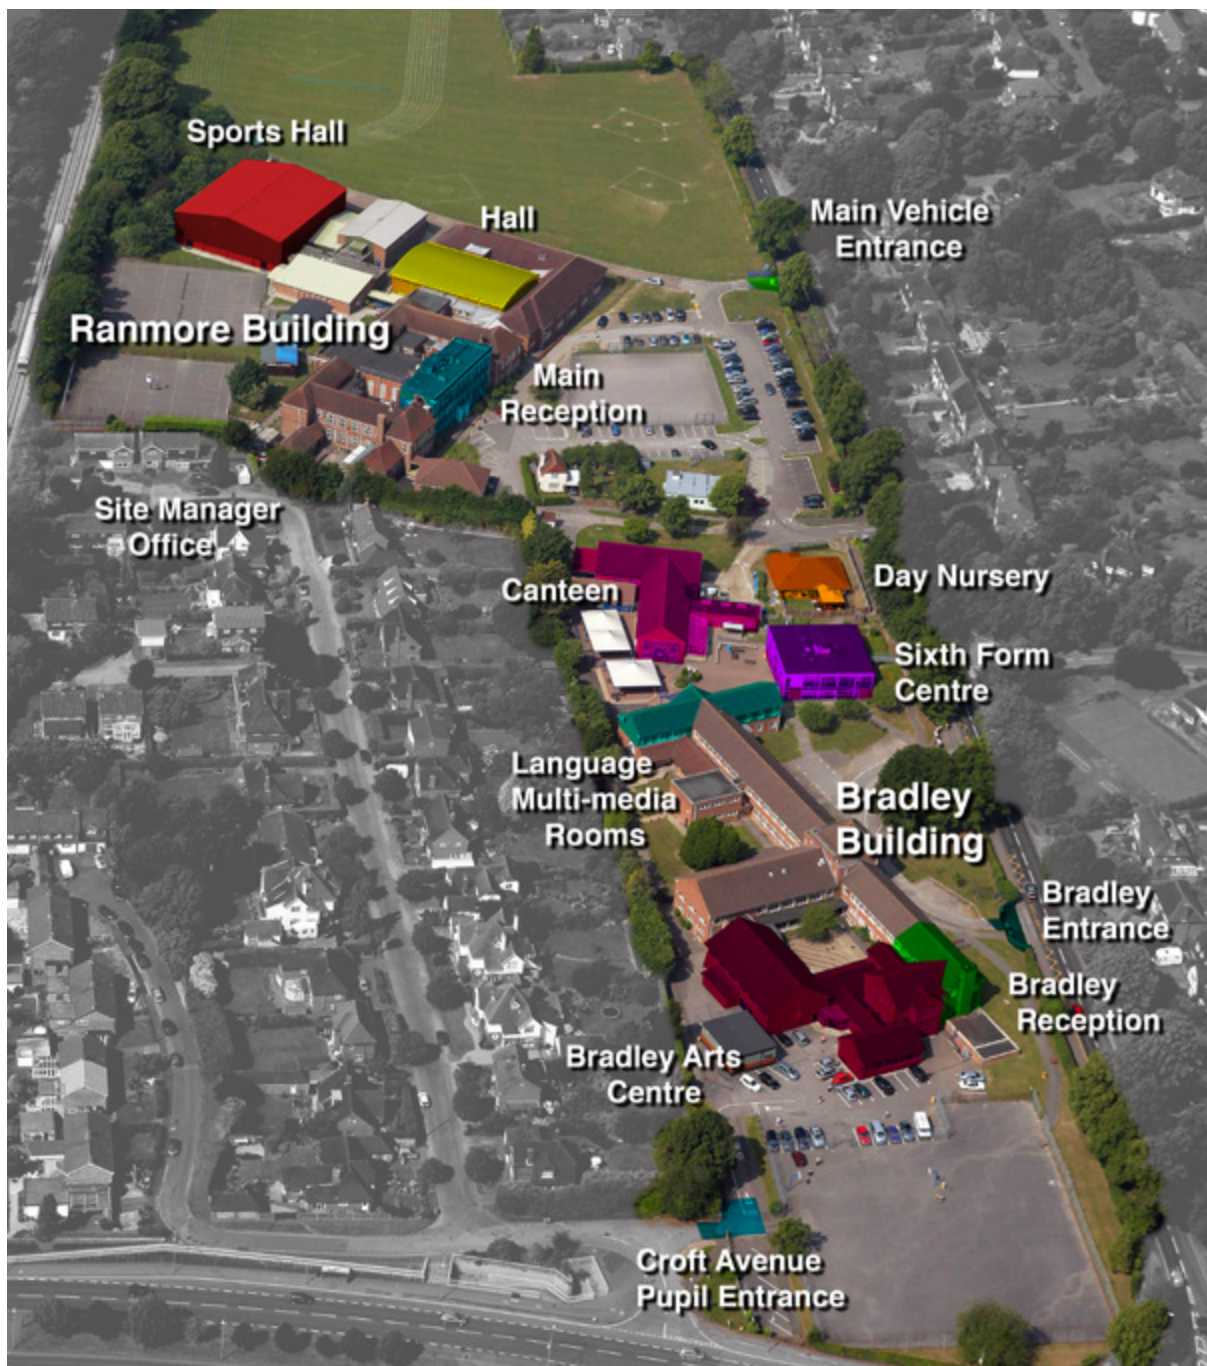 Sports Hall
Hall
Main Vehicle
Entrance
Ranmore Building
Main
Reception
Site Manager
Office
Canteen
Day Nursery
Sixth Form
Centre
Language
Multi-media
Rooms
Bradley
Building
Bradley
Entrance
Bradley
Reception
Bradley Arts
Centre
Croft Avenue
Pupil Entrance